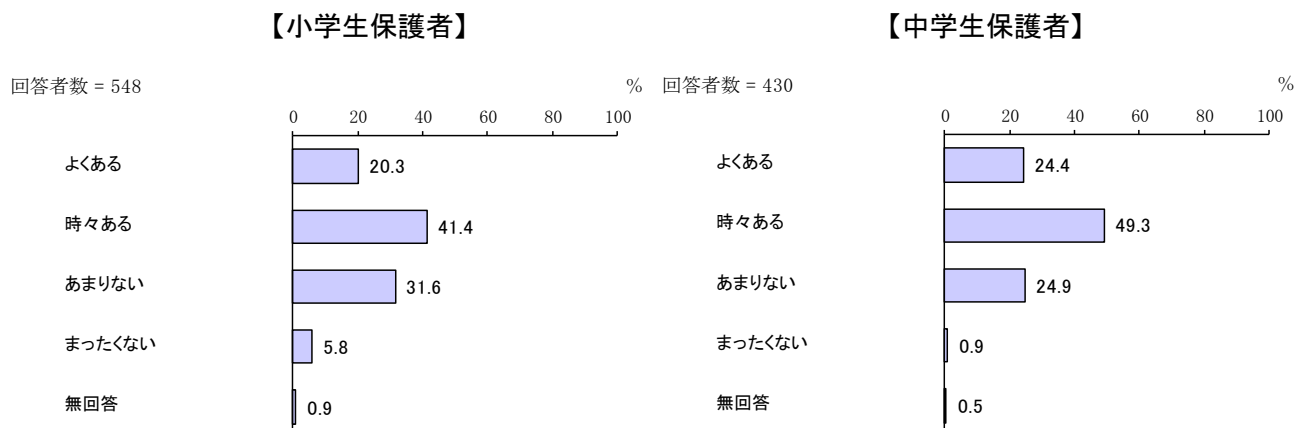 【小学生保護者】
回答者数 = 548
%
0 20 40 60 80 100
よくある 20.3
時々ある 41.4
あまりない 31.6
まったくない 5.8
無回答 0.9
【中学生保護者】
回答者数 = 430
%
0 20 40 60 80 100
よくある 24.4
時々ある 49.3
あまりない 24.9
まったくない 0.9
無回答 0.5